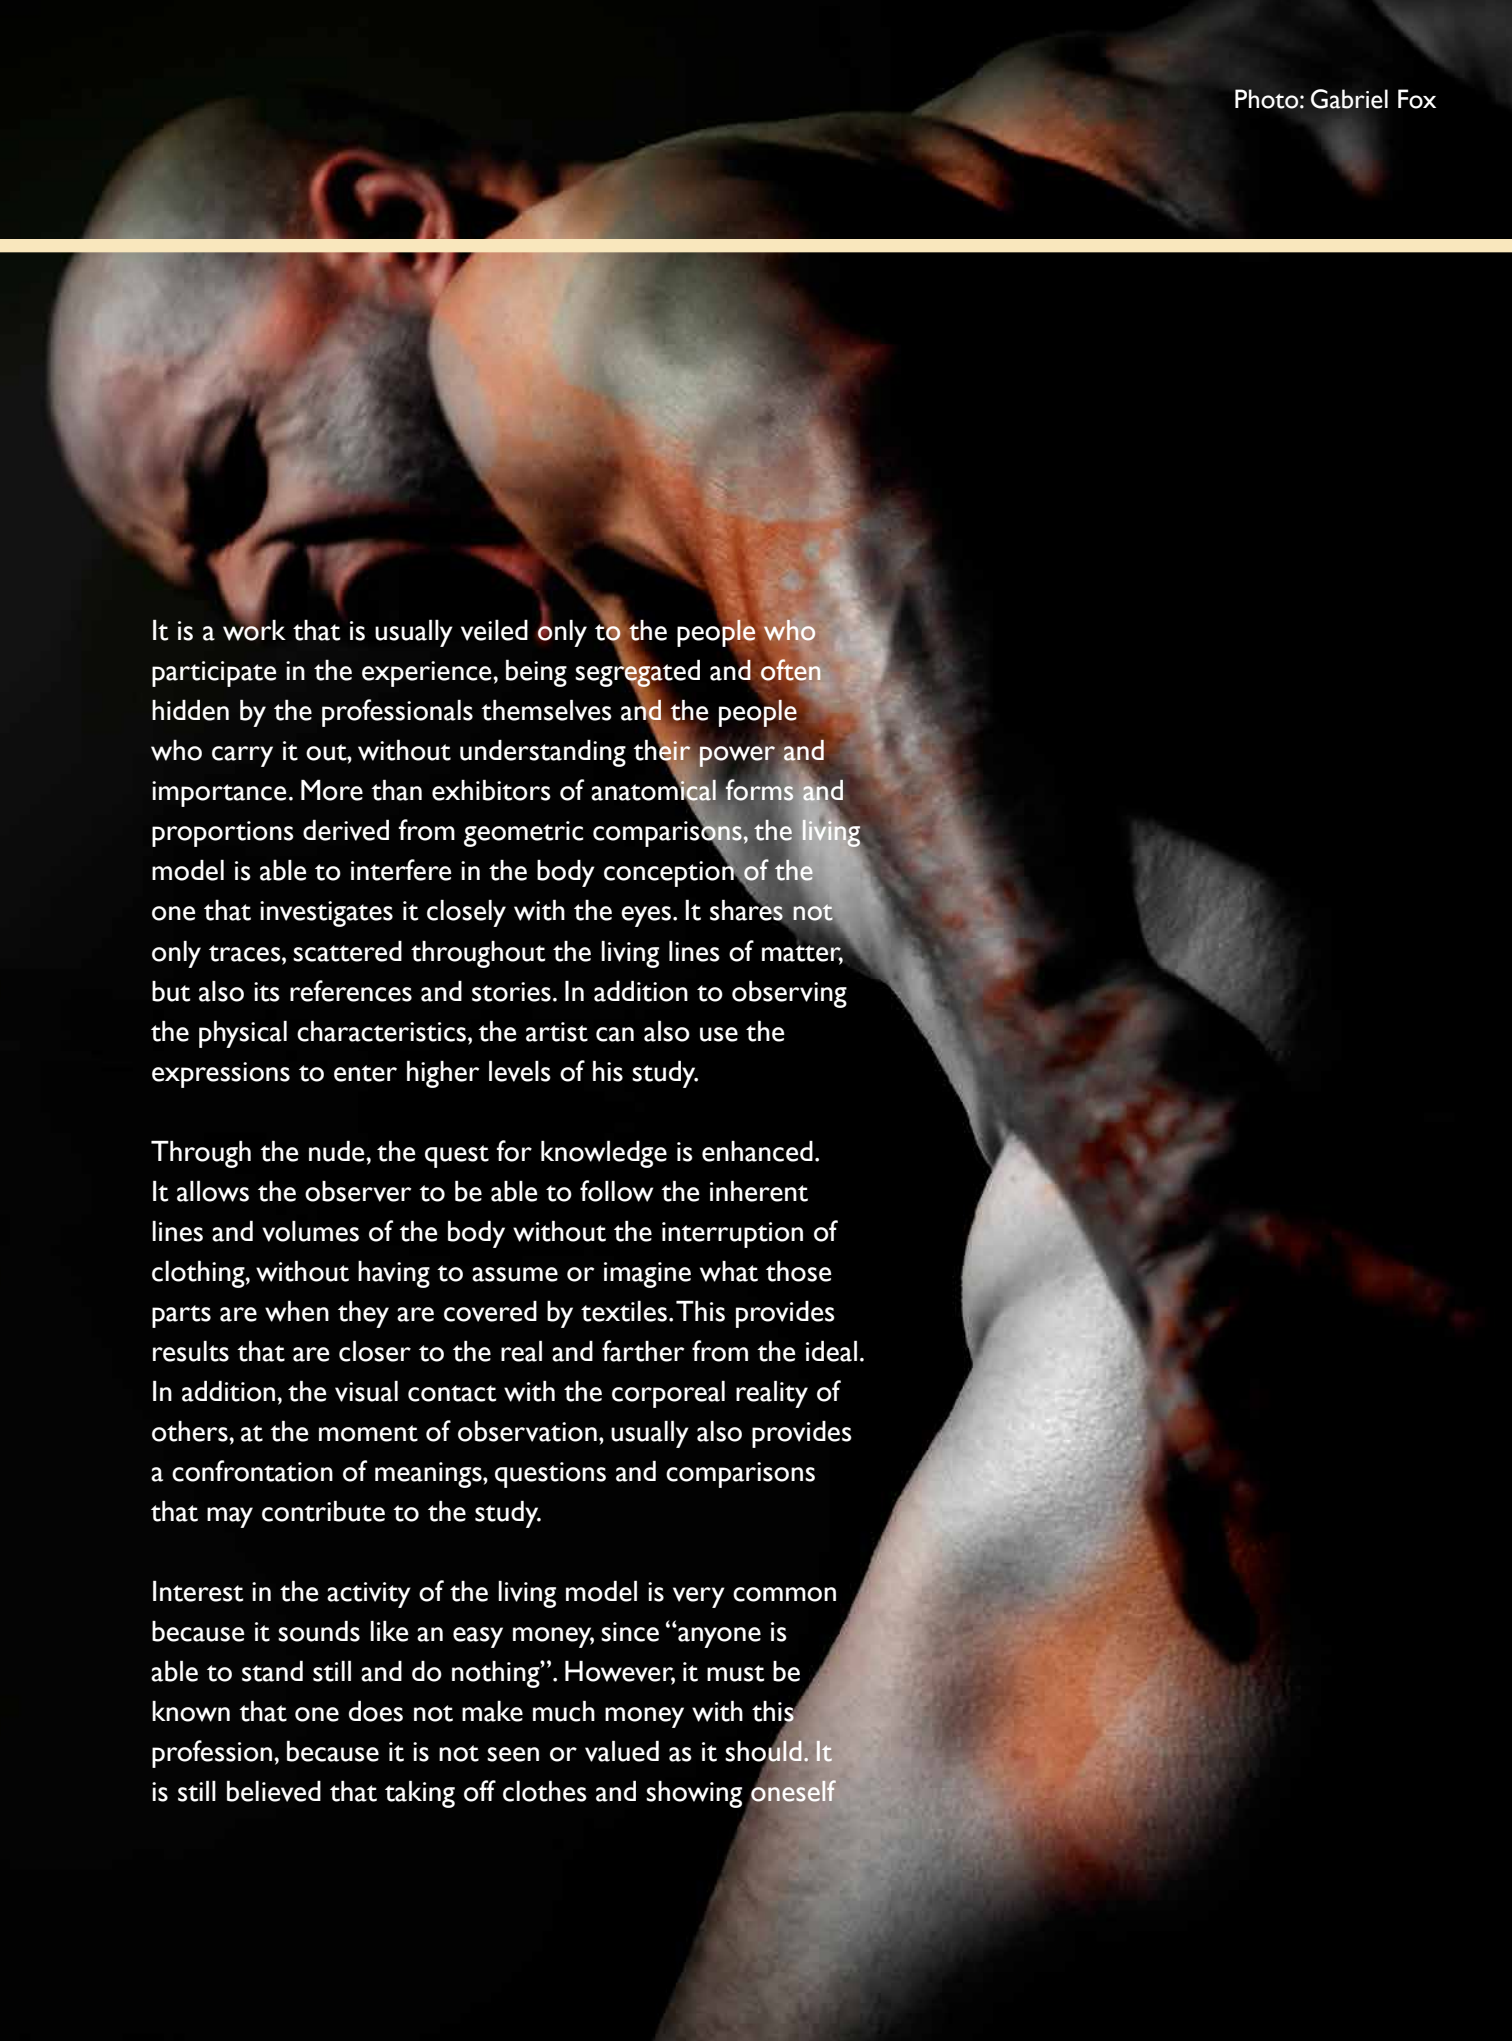 Photo: Gabriel Fox
It is a work that is usually veiled only to the people who
participate in the experience, being segregated and often
hidden by the professionals themselves and the people
who carry it out, without understanding their power and
importance. More than exhibitors of anatomical forms and
proportions derived from geometric comparisons, the living
model is able to interfere in the body conception of the
one that investigates it closely with the eyes. It shares not
only traces, scattered throughout the living lines of matter,
but also its references and stories. In addition to observing
the physical characteristics, the artist can also use the
expressions to enter higher levels of his study.
Through the nude, the quest for knowledge is enhanced.
It allows the observer to be able to follow the inherent
lines and volumes of the body without the interruption of
clothing, without having to assume or imagine what those
parts are when they are covered by textiles. This provides
results that are closer to the real and farther from the ideal.
In addition, the visual contact with the corporeal reality of
others, at the moment of observation, usually also provides
a confrontation of meanings, questions and comparisons
that may contribute to the study.
Interest in the activity of the living model is very common
because it sounds like an easy money, since “anyone is
able to stand still and do nothing”. However, it must be
known that one does not make much money with this
profession, because it is not seen or valued as it should. It
is still believed that taking off clothes and showing oneself